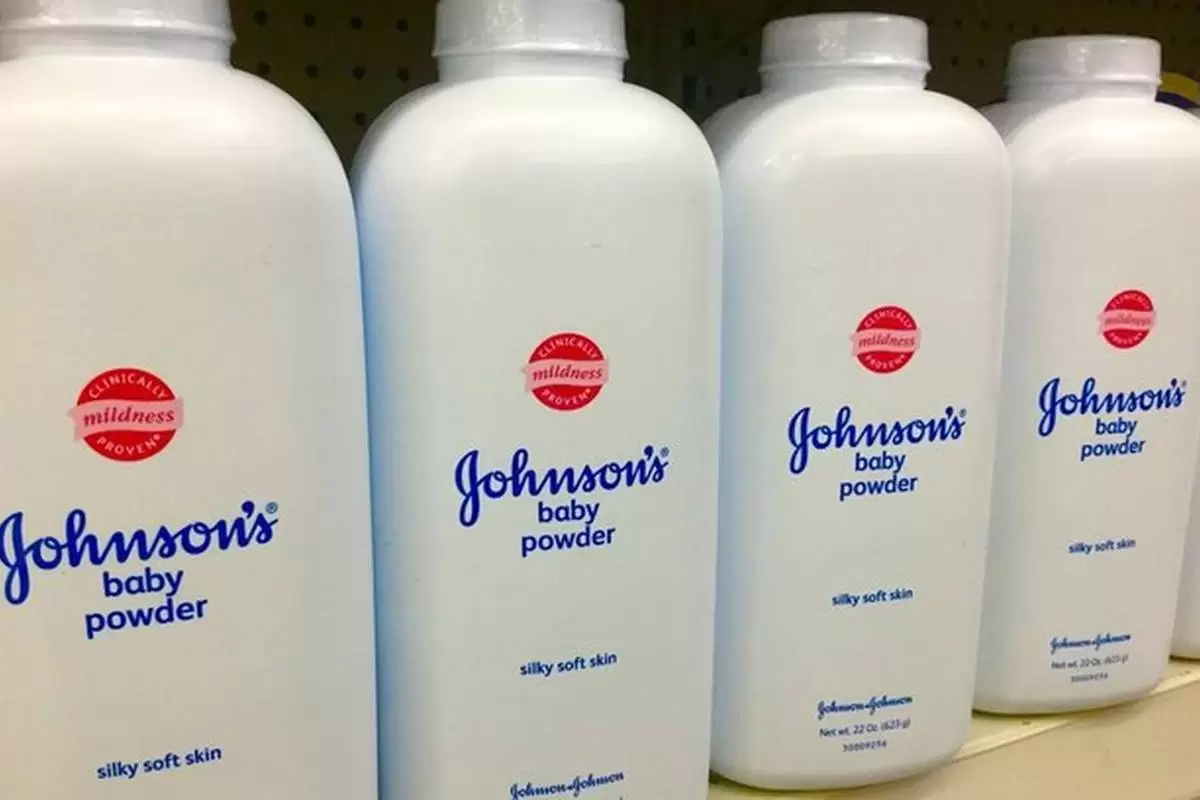 CLINICALLY
mildness
PROVEN®
Johnson's®
baby
powder
silky soft skin
CLINICALLY
mildness
PROVEN®
Johnson's®
baby
powder
silky soft skin
Johnson & Johnson
CLINICALLY
mildness
PROVEN®
Johnson's®
baby
powder
silky soft skin
Johnson & Johnson
Net wt. 22 Oz. (623 g)
30809256
CLINICALLY
mildness
PROVEN®
Johnson's®
baby
powder
silky soft skin
Johnson & Johnson
Net wt. 22 Oz. (623 g)